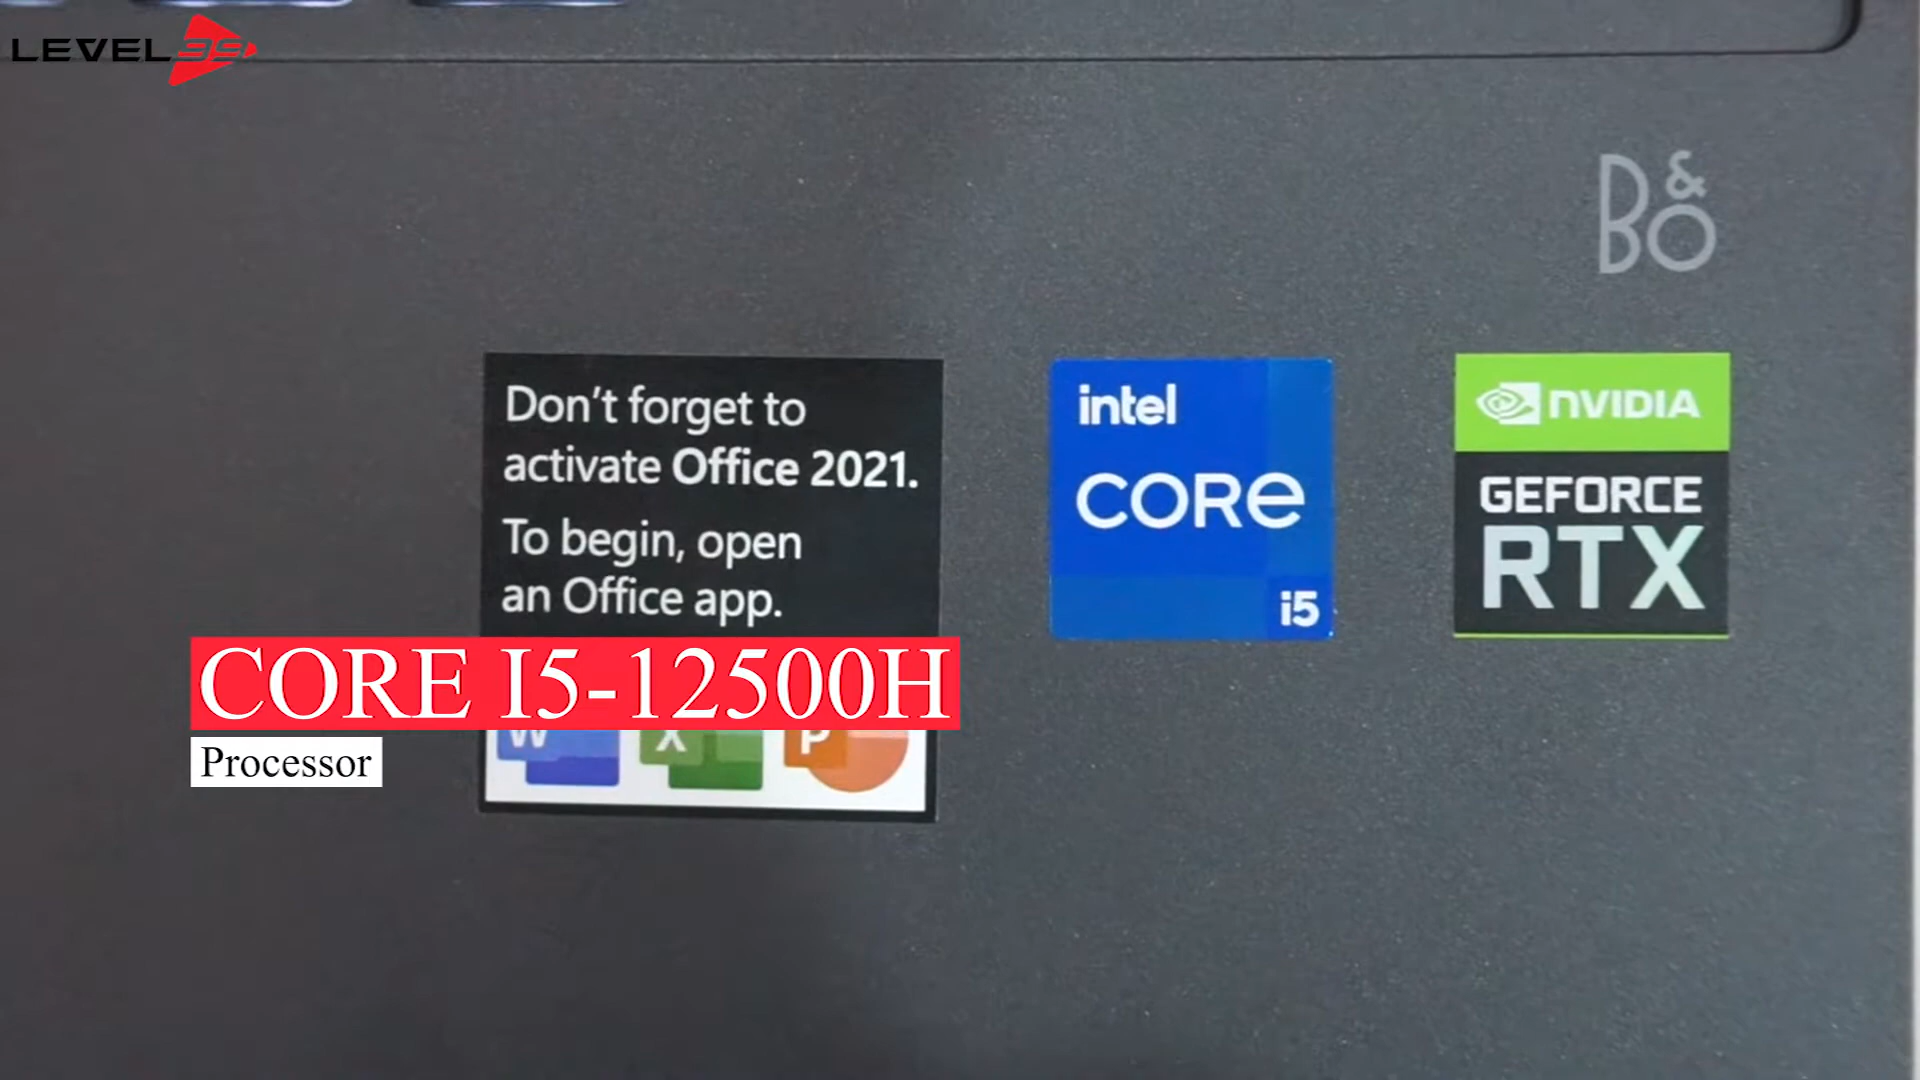 LEVEL 99
B&O
Don't forget to
activate Office 2021.
To begin, open
an Office app.
intel
CORE
i5
NVIDIA
GEFORCE
RTX
CORE I5-12500H
W X P
Processor